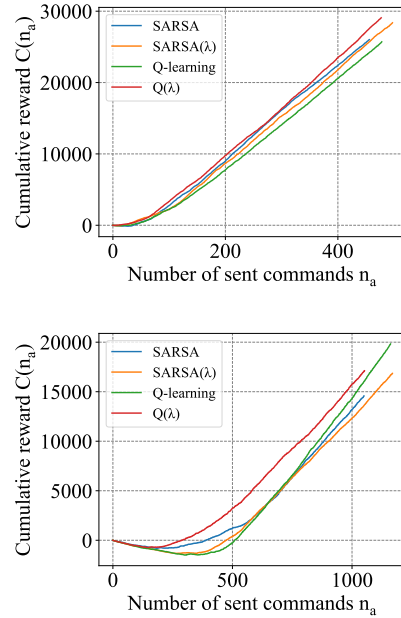 30000
20000
10000
0
Cumulative reward C(nₐ)
SARSA
SARSA(λ)
Q-learning
Q(λ)
0
200
400
Number of sent commands nₐ
20000
15000
10000
5000
0
Cumulative reward C(nₐ)
SARSA
SARSA(λ)
Q-learning
Q(λ)
0
500
1000
Number of sent commands nₐ